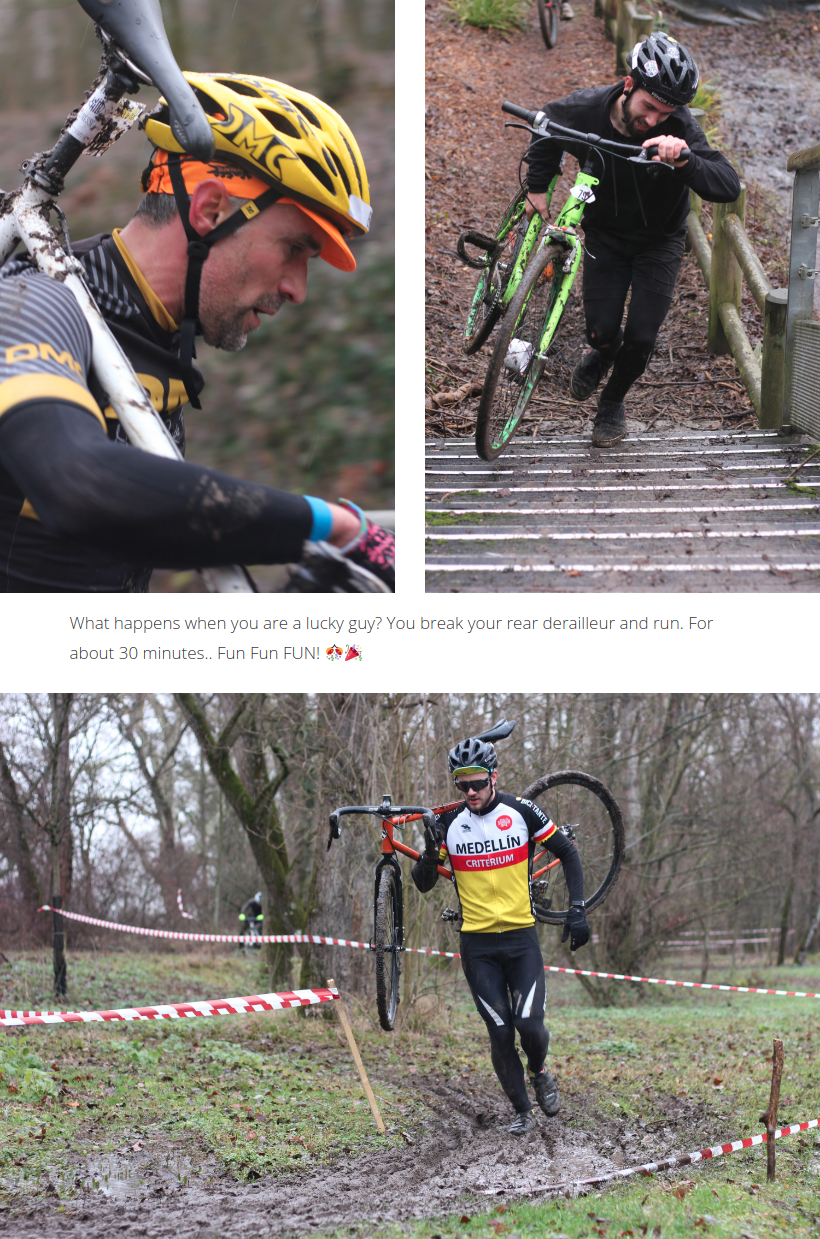 DMC
DMC
What happens when you are a lucky guy? You break your rear derailleur and run. For
about 30 minutes.. Fun Fun FUN! 🎊🎉
MEDELLÍN
CRITERIUM